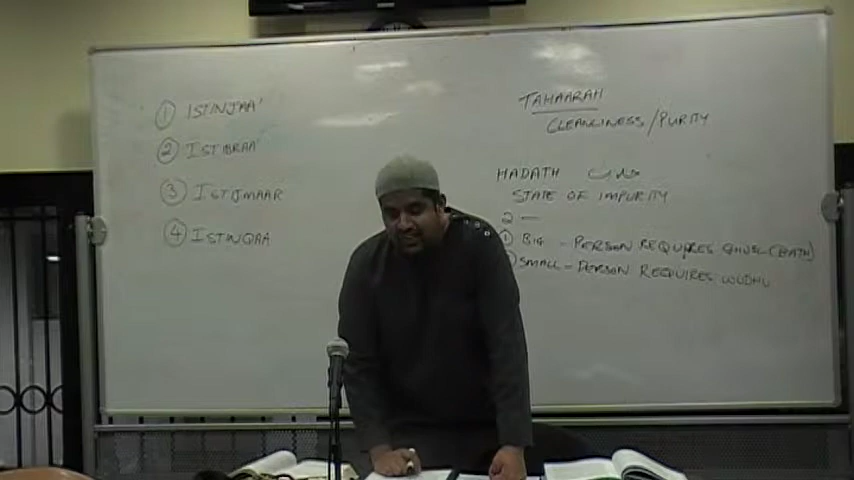 ① ISTINJAA'
② ISTIBRAA'
③ ISTIJMAAR
④ ISTINQAA
TAHAARAH
CLEANLINESS/PURITY
HADATH حدث
STATE OF IMPURITY
2 —
① BIG = PERSON REQUIRES GHUSL (BATH)
SMALL = PERSON REQUIRES WUDHU